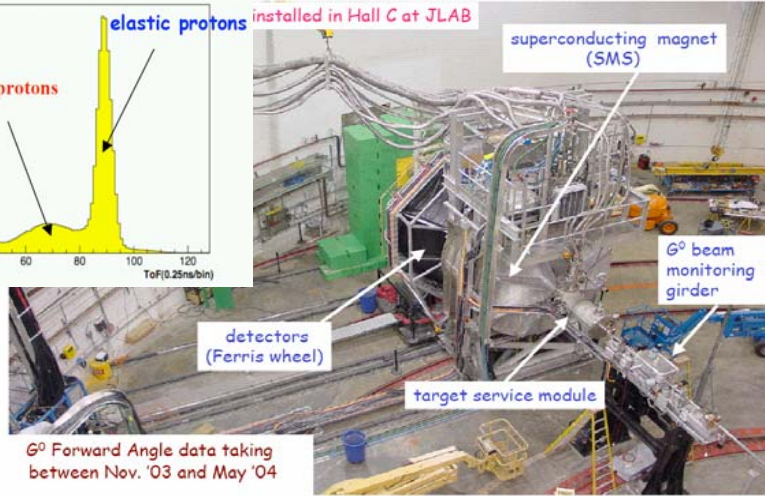 elastic protons
protons
60
80
100
120
ToF(0.25ns/bin)
installed in Hall C at JLAB
superconducting magnet
(SMS)
G⁰ beam
monitoring
girder
detectors
(Ferris wheel)
target service module
G⁰ Forward Angle data taking
between Nov. '03 and May '04